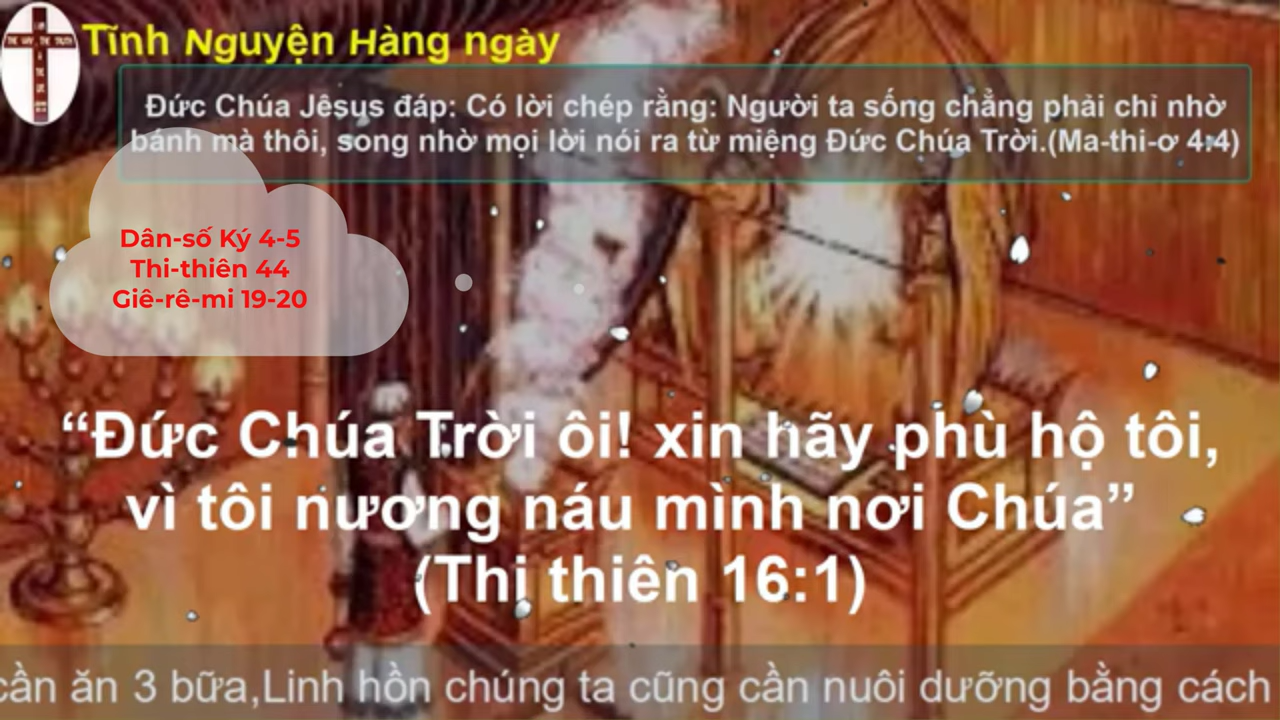 Tĩnh Nguyện Hàng ngày
Đức Chúa Jêsus đáp: Có lời chép rằng: Người ta sống chẳng phải chỉ nhờ
bánh mà thôi, song nhờ mọi lời nói ra từ miệng Đức Chúa Trời.(Ma-thi-ơ 4:4)
Dân-số Ký 4-5
Thi-thiên 44
Giê-rê-mi 19-20
“Đức Chúa Trời ôi! xin hãy phù hộ tôi,
vì tôi nương náu mình nơi Chúa”
(Thi thiên 16:1)
cần ăn 3 bữa,Linh hồn chúng ta cũng cần nuôi dưỡng bằng cách